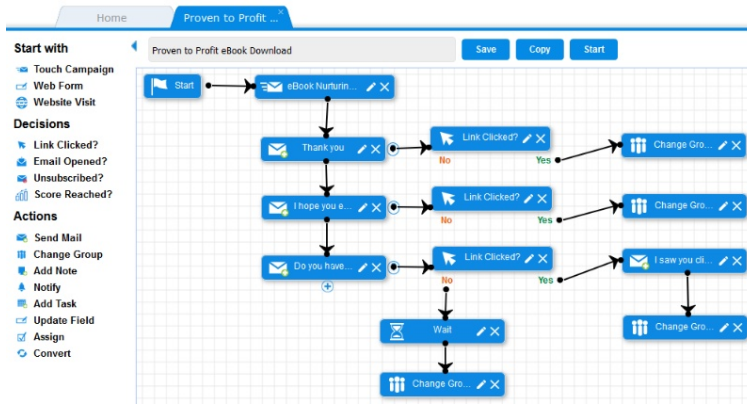 Home
Proven to Profit ...
Start with
Touch Campaign
Web Form
Website Visit
Decisions
Link Clicked?
Email Opened?
Unsubscribed?
Score Reached?
Actions
Send Mail
Change Group
Add Note
Notify
Add Task
Update Field
Assign
Convert
Proven to Profit eBook Download
Save
Copy
Start
Start
eBook Nurturin...
Thank you
Link Clicked?
No
Yes
Change Gro...
I hope you e...
Link Clicked?
No
Yes
Change Gro...
Do you have...
Link Clicked?
No
Yes
I saw you cli...
Wait
Change Gro...
Change Gro...